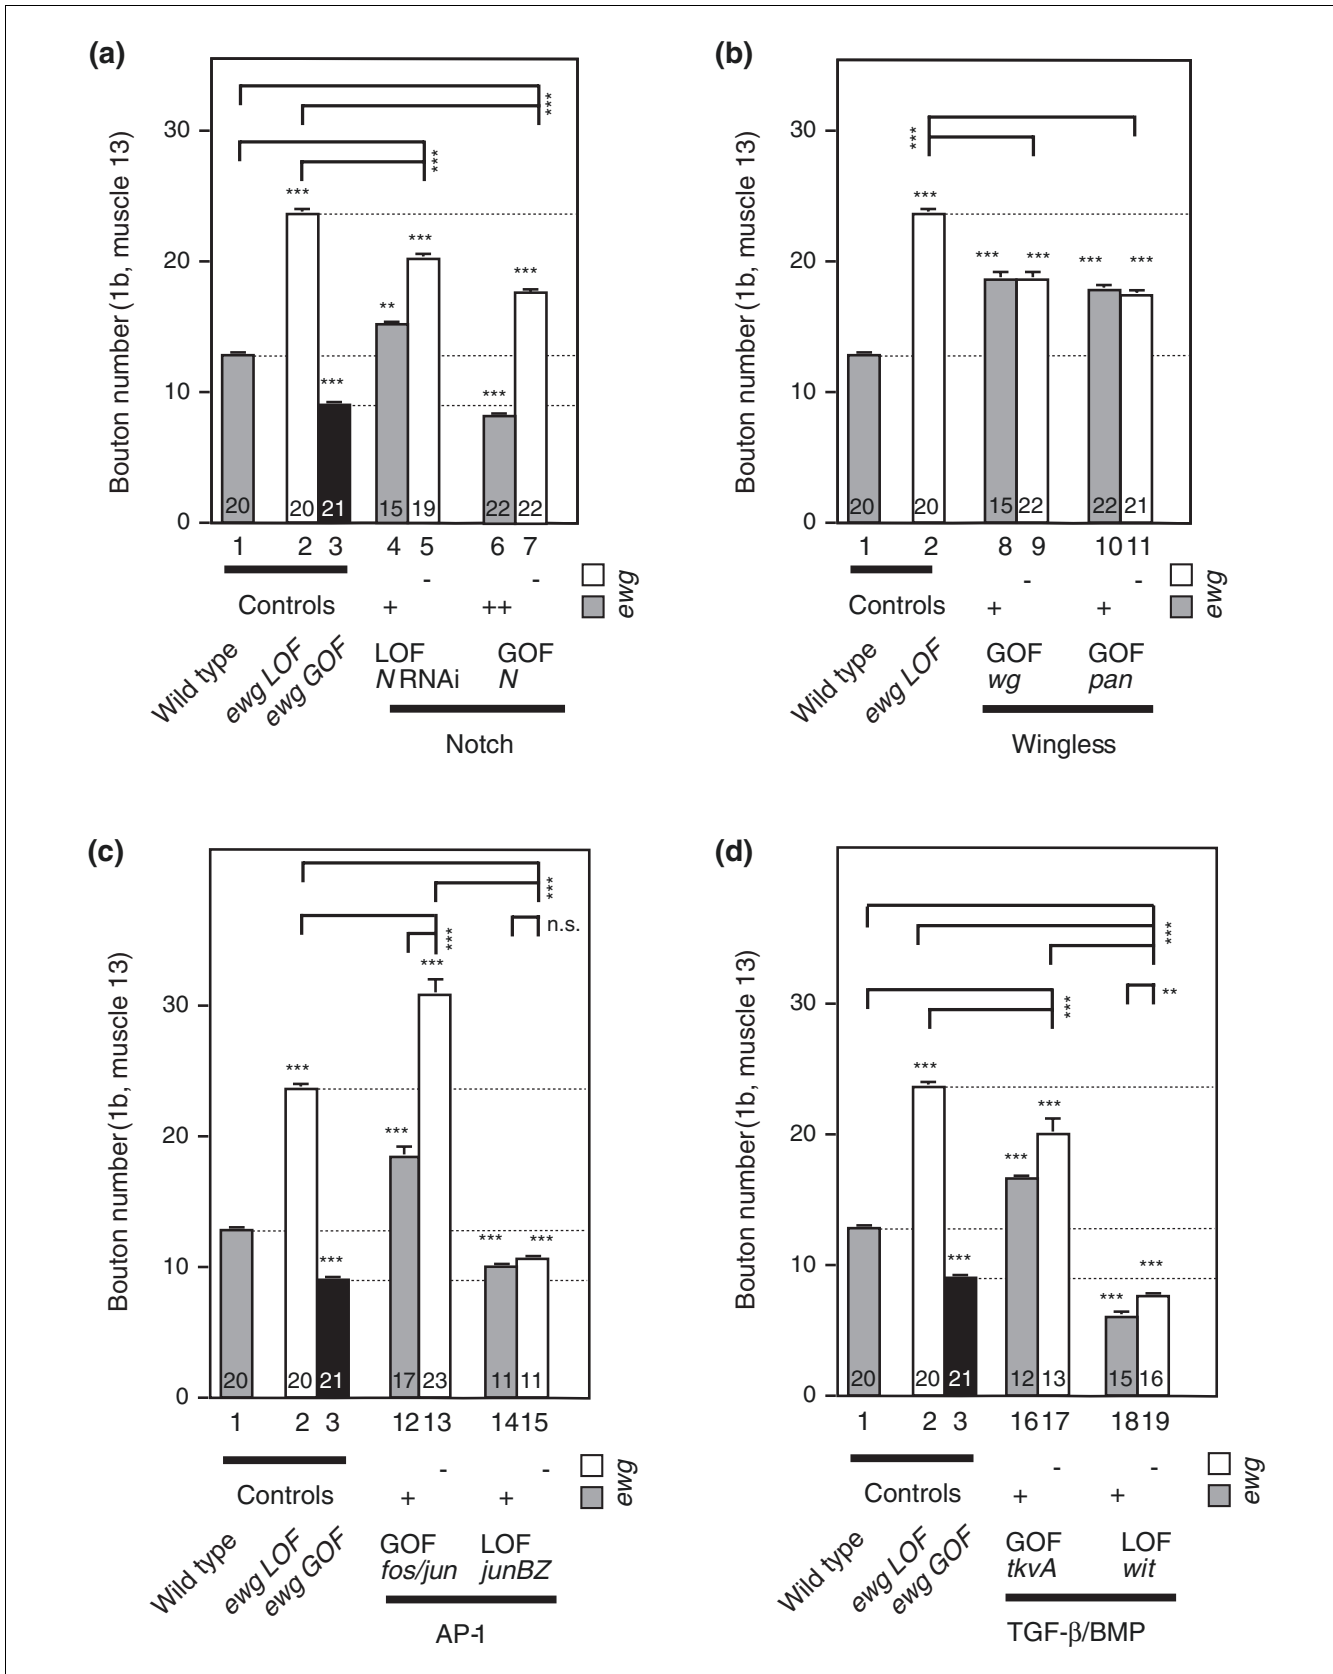 (a)
Bouton number (1b, muscle 13)
30
20
10
0
***
***
***
***
**
***
***
***
20
20
21
15
19
22
22
1 2 3 4 5 6 7
- -
Controls + ++
ewg
Wild type
ewg LOF
ewg GOF
LOF
N RNAi
GOF
N
Notch
(b)
Bouton number (1b, muscle 13)
30
20
10
0
***
***
*** *** *** ***
20
20
15
22
22
21
1 2 8 9 10 11
- -
Controls + +
ewg
Wild type
ewg LOF
GOF
wg
GOF
pan
Wingless
(c)
Bouton number (1b, muscle 13)
30
20
10
0
***
n.s.
***
***
***
***
***
*** ***
20
20
21
17
23
11
11
1 2 3 12 13 14 15
- -
Controls + +
ewg
Wild type
ewg LOF
ewg GOF
GOF
fos/jun
LOF
junBZ
AP-1
(d)
Bouton number (1b, muscle 13)
30
20
10
0
***
**
***
***
***
***
***
***
***
20
20
21
12
13
15
16
1 2 3 16 17 18 19
- -
Controls + +
ewg
Wild type
ewg LOF
ewg GOF
GOF
tkvA
LOF
wit
TGF-β/BMP